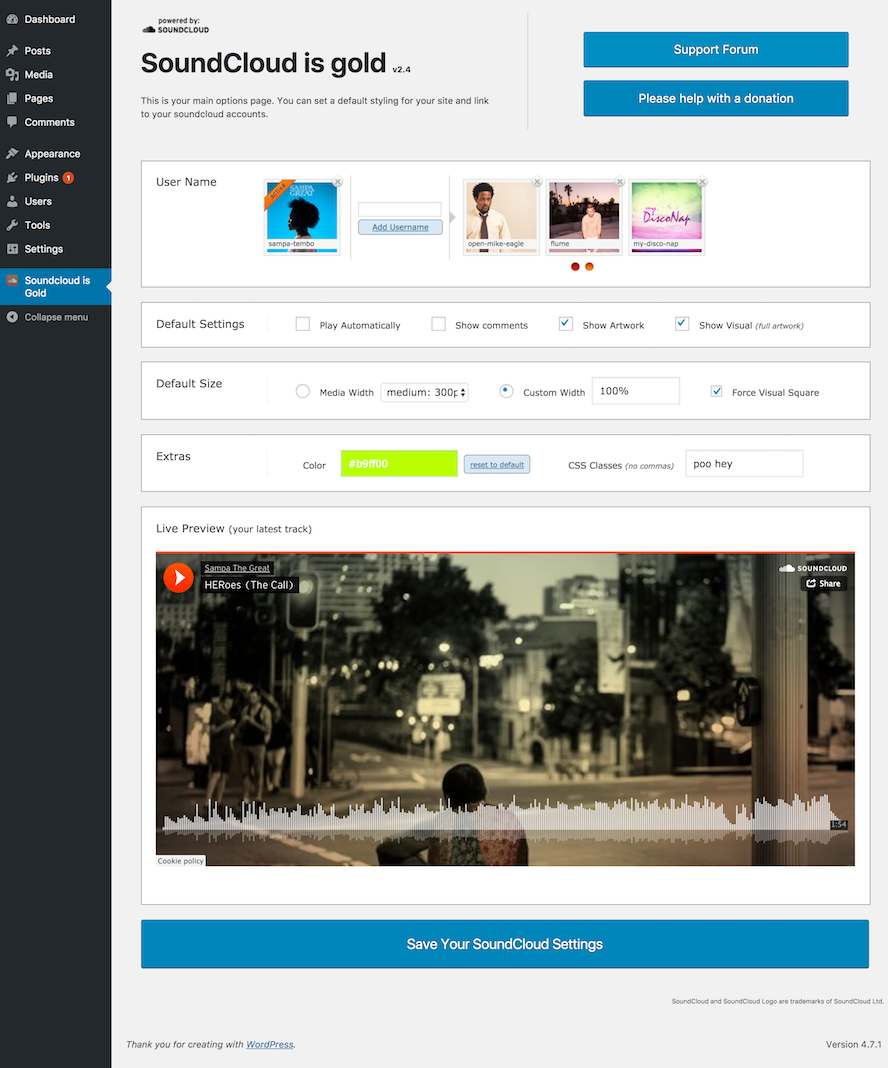 Dashboard
Posts
Media
Pages
Comments
Appearance
Plugins 1
Users
Tools
Settings
Soundcloud is
Gold
Collapse menu
powered by:
SOUNDCLOUD
SoundCloud is gold v2.4
This is your main options page. You can set a default styling for your site and link
to your soundcloud accounts.
Support Forum
Please help with a donation
User Name
SAMPA
GREAT
sampa-tembo
Add Username
open-mike-eagle
flume
DiscoNap
my-disco-nap
Default Settings
Play Automatically
Show comments
Show Artwork
Show Visual (full artwork)
Default Size
Media Width
medium: 300p
Custom Width
100%
Force Visual Square
Extras
Color
#b9ff00
reset to default
CSS Classes (no commas)
poo hey
Live Preview (your latest track)
Sampa The Great
HERoes (The Call)
SOUNDCLOUD
Share
1:54
Cookie policy
Save Your SoundCloud Settings
SoundCloud and SoundCloud Logo are trademarks of SoundCloud Ltd.
Thank you for creating with WordPress.
Version 4.7.1